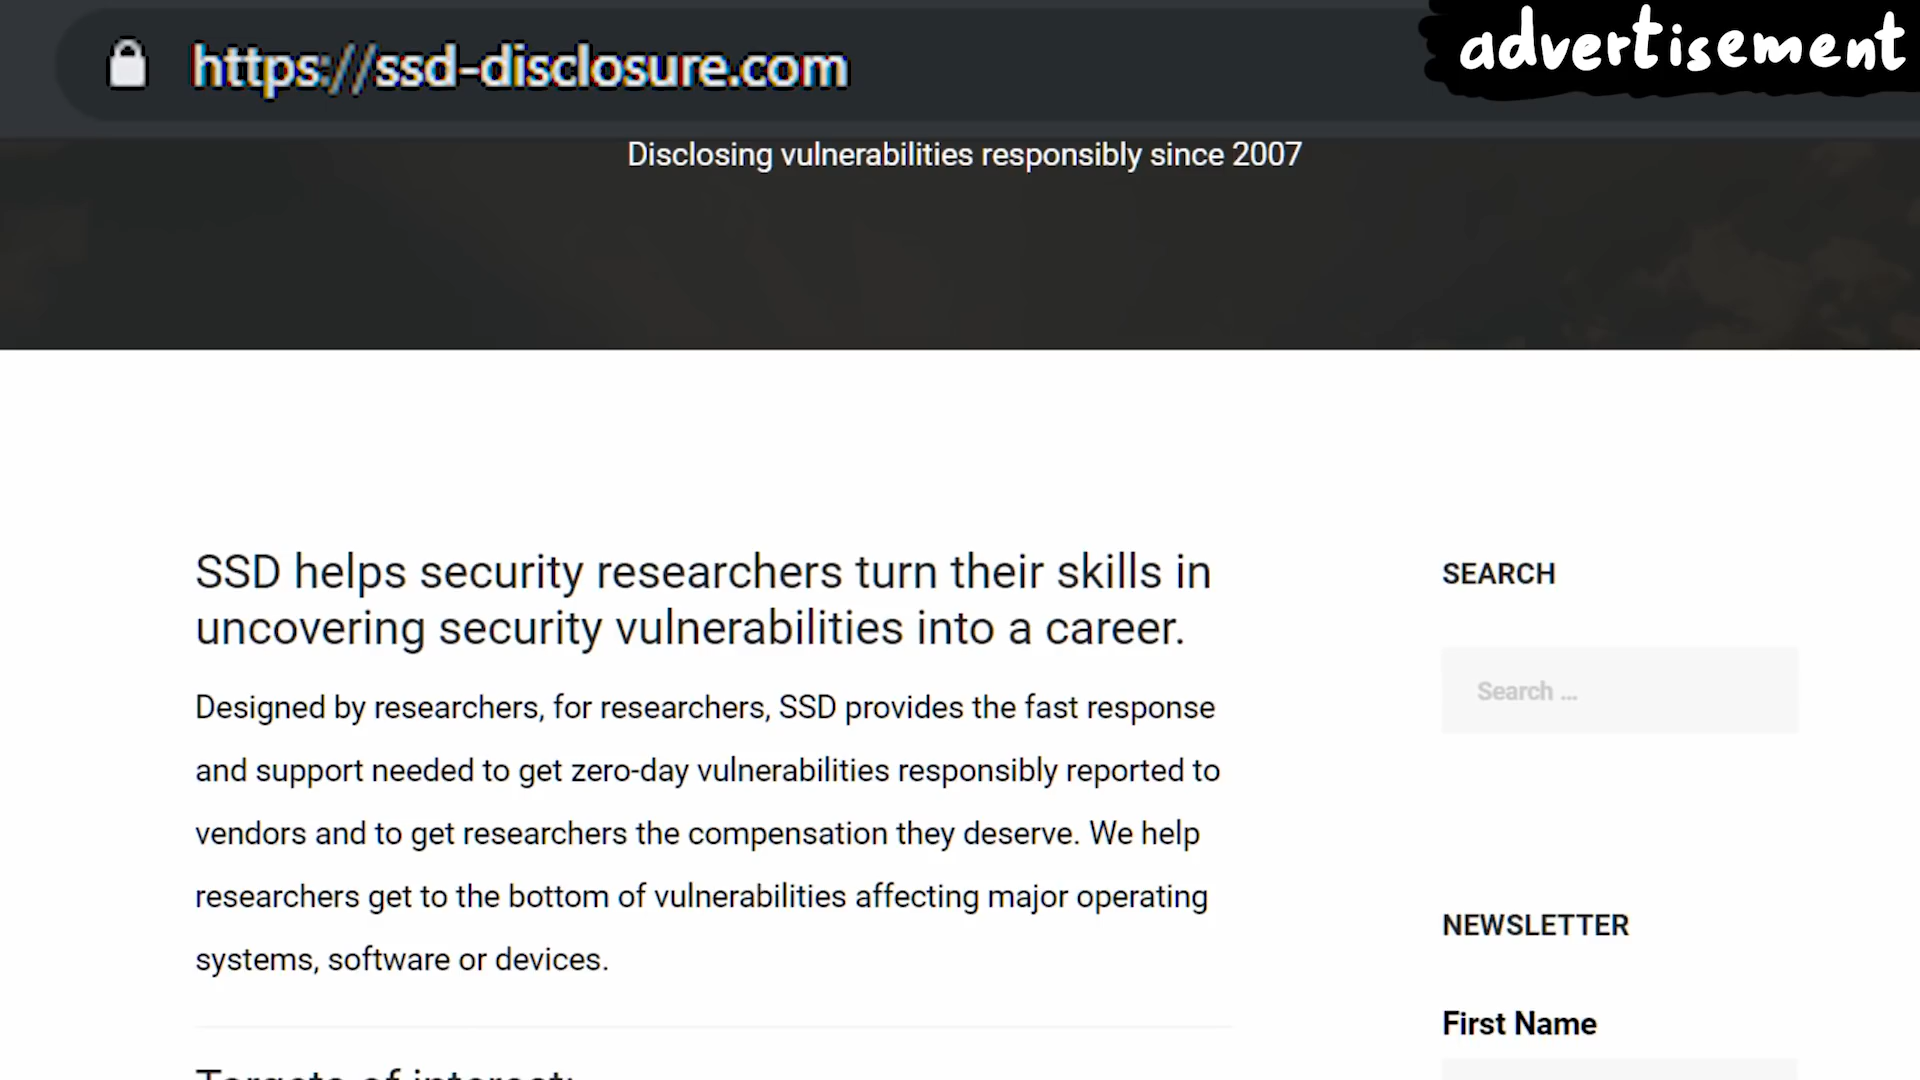 https://ssd-disclosure.com
advertisement
Disclosing vulnerabilities responsibly since 2007
SSD helps security researchers turn their skills in
uncovering security vulnerabilities into a career.
Designed by researchers, for researchers, SSD provides the fast response
and support needed to get zero-day vulnerabilities responsibly reported to
vendors and to get researchers the compensation they deserve. We help
researchers get to the bottom of vulnerabilities affecting major operating
systems, software or devices.
Targets of interest:
SEARCH
Search ...
NEWSLETTER
First Name